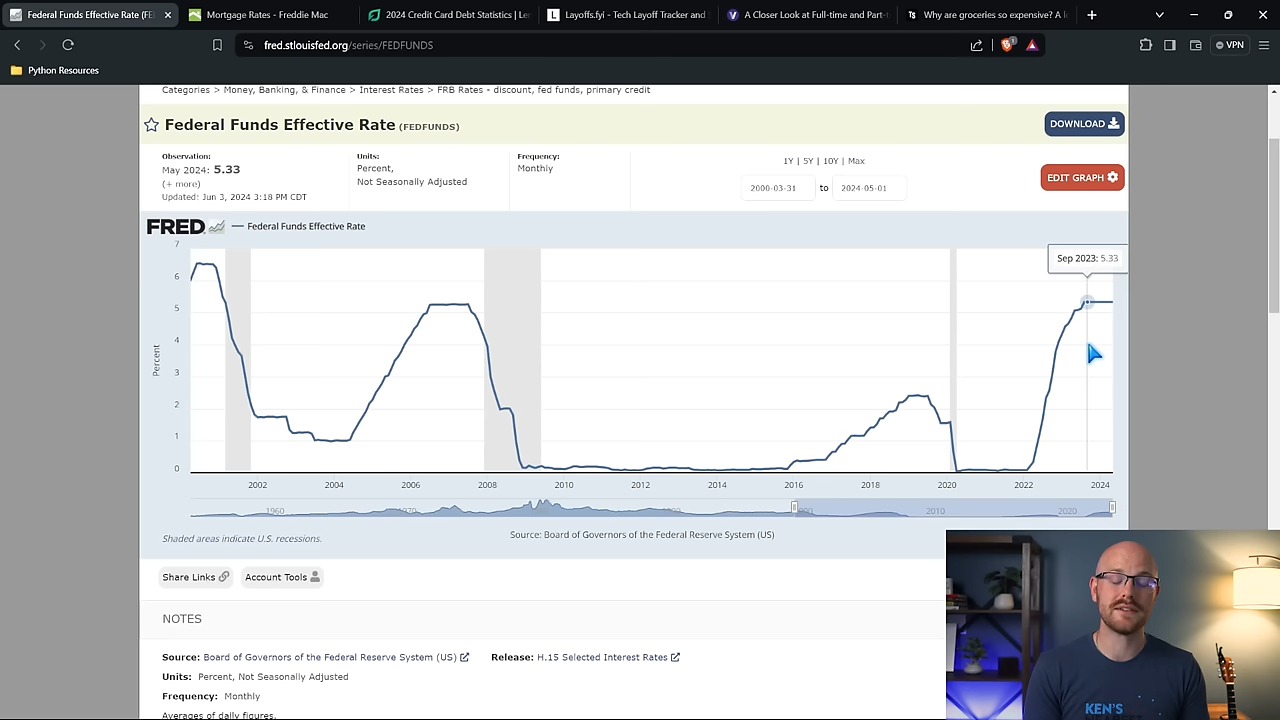 Federal Funds Effective Rate (FE
Mortgage Rates - Freddie Mac
2024 Credit Card Debt Statistics | Le
Layoffs.fyi - Tech Layoff Tracker and
A Closer Look at Full-time and Part-
Why are groceries so expensive? A
fred.stlouisfed.org/series/FEDFUNDS
VPN
Python Resources
Categories > Money, Banking, & Finance > Interest Rates > FRB Rates - discount, fed funds, primary credit
Federal Funds Effective Rate (FEDFUNDS)
DOWNLOAD
Observation:
May 2024: 5.33
(+ more)
Updated: Jun 3, 2024 3:18 PM CDT
Units:
Percent,
Not Seasonally Adjusted
Frequency:
Monthly
1Y | 5Y | 10Y | Max
2000-03-31 to 2024-05-01
EDIT GRAPH
FRED
Federal Funds Effective Rate
7
6
5
4
3
2
1
0
Percent
Sep 2023: 5.33
2002 2004 2006 2008 2010 2012 2014 2016 2018 2020 2022 2024
1960 1970 2010 2020
Shaded areas indicate U.S. recessions.
Source: Board of Governors of the Federal Reserve System (US)
Share Links
Account Tools
NOTES
Source: Board of Governors of the Federal Reserve System (US)
Release: H.15 Selected Interest Rates
Units: Percent, Not Seasonally Adjusted
Frequency: Monthly
Averages of daily figures.
KEN'S